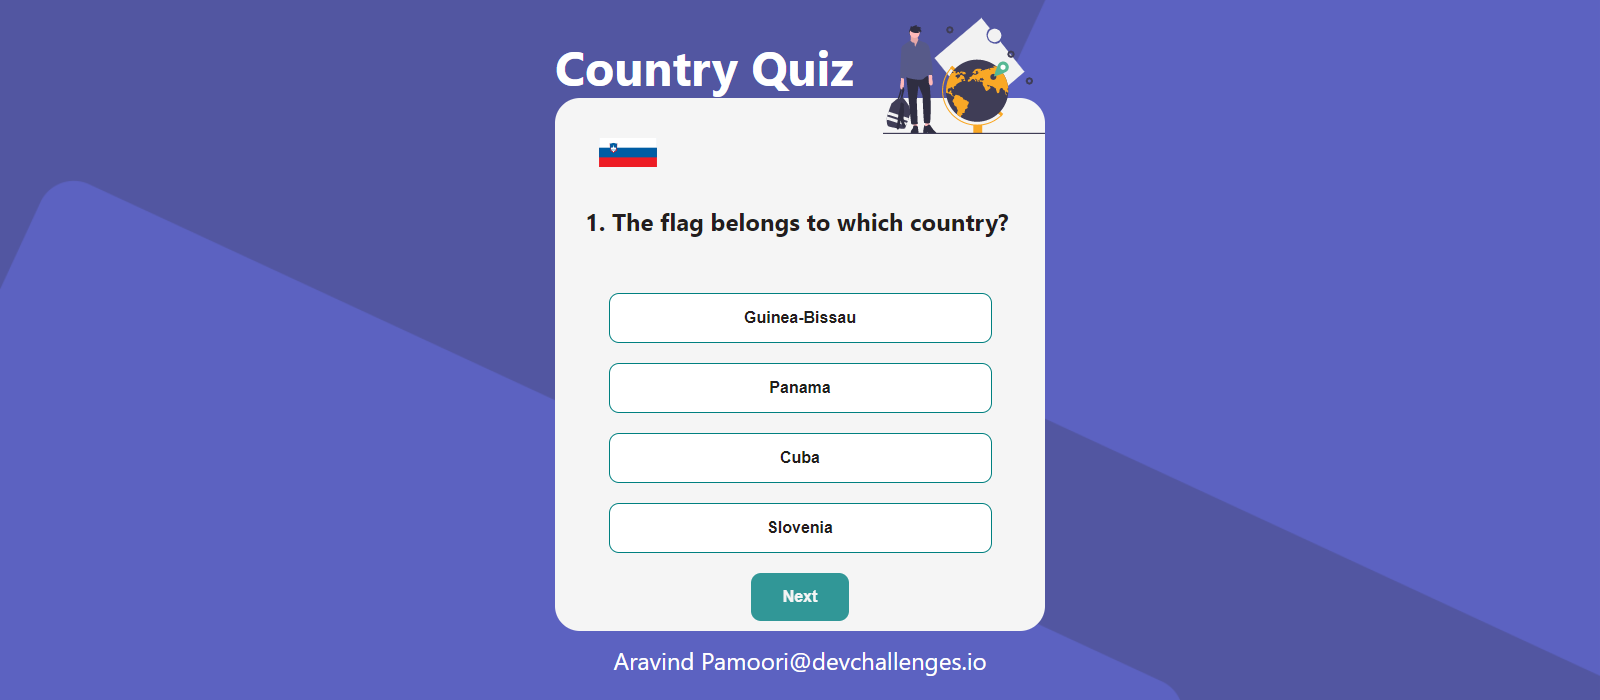 Country Quiz
1. The flag belongs to which country?
Guinea-Bissau
Panama
Cuba
Slovenia
Next
Aravind Pamoori@devchallenges.io